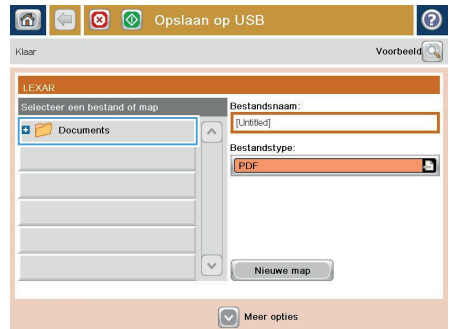 Opslaan op USB
Klaar
Voorbeeld
LEXAR
Selecteer een bestand of map
Documents
Bestandsnaam:
[Untitled]
Bestandstype:
PDF
Nieuwe map
Meer opties